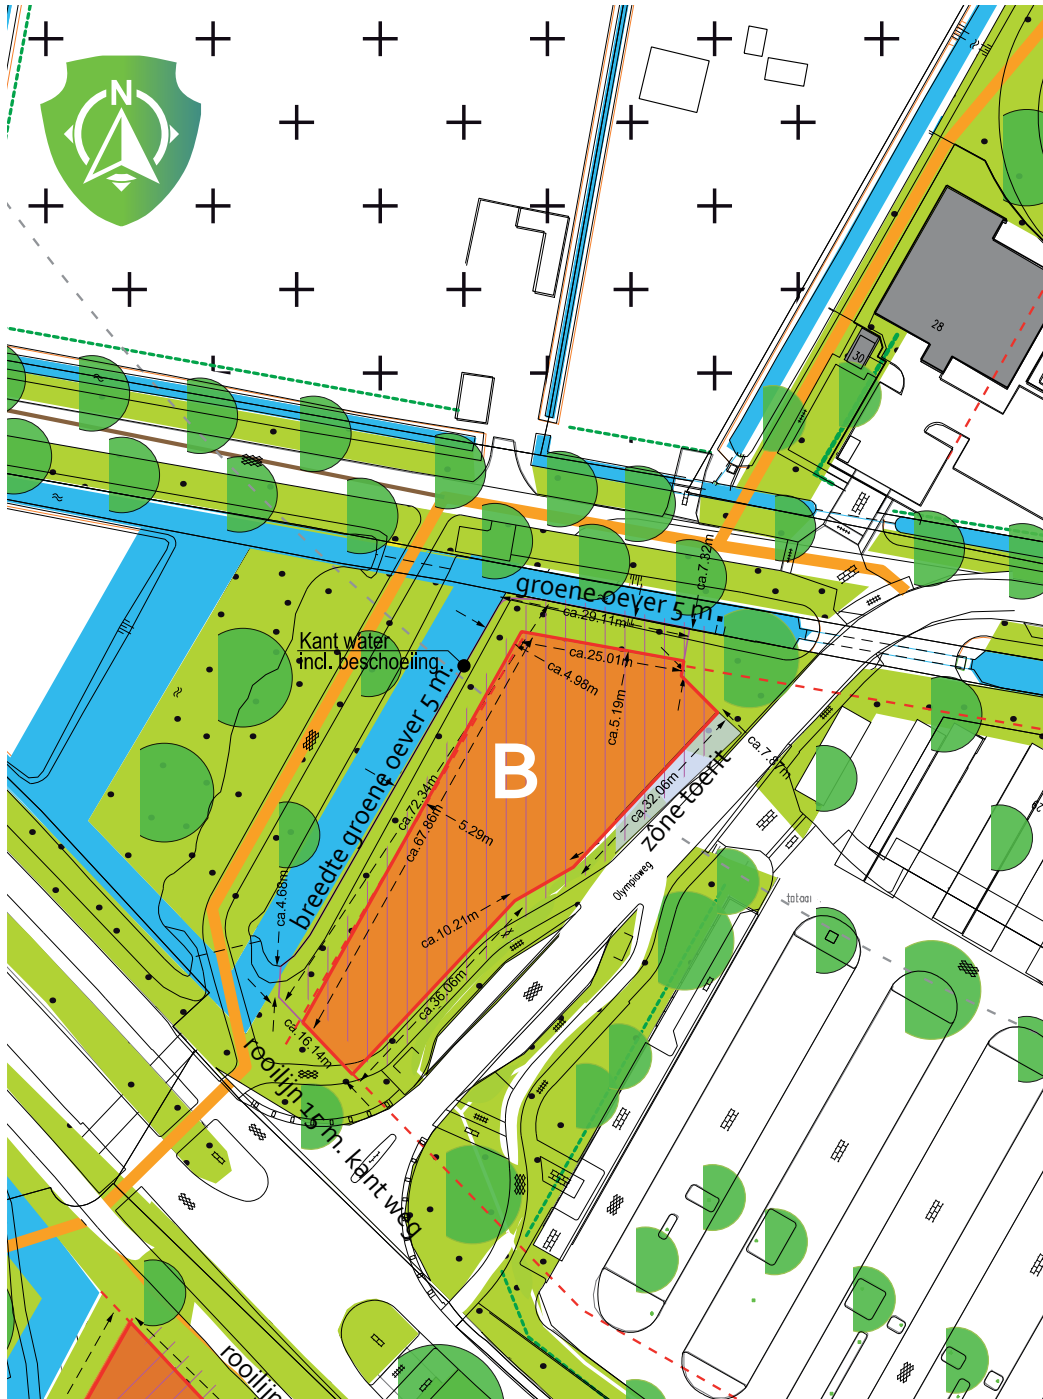 N
28
30
ca.7.32m
groene oever 5 m.
ca.29.11m
Kant water
incl. beschoeiing.
ca.25.01m
ca.4.98m
ca.5.19m
breedte groene oever 5 m.
B
ca.7.87m
ca.72.34m
ca.67.86m
5.29m
ca.32.06m
zône toerit
Olympiaweg
ca.4.68m
ca.10.21m
ca.36.06m
ca.16.14m
rooilijn 15 m. kant weg
rooilijn